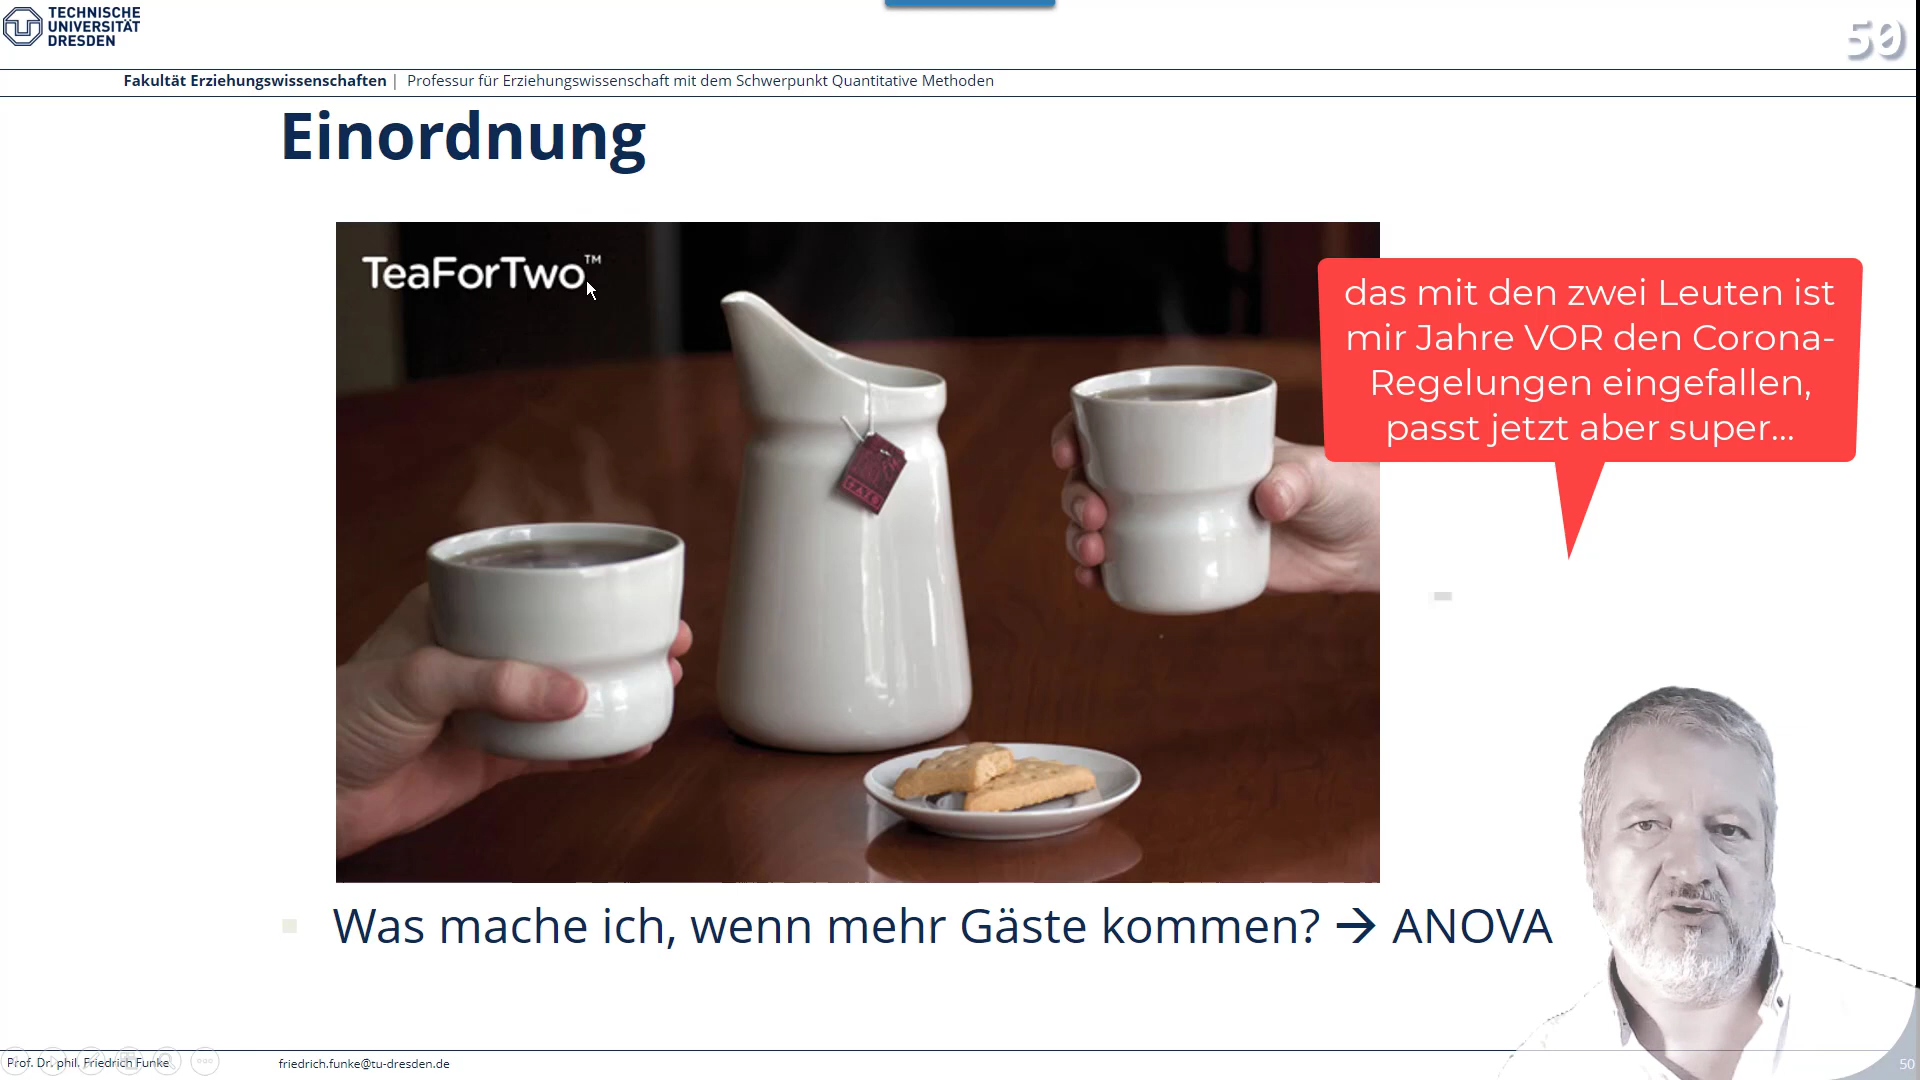 TECHNISCHE
UNIVERSITÄT
DRESDEN
50
Fakultät Erziehungswissenschaften | Professur für Erziehungswissenschaft mit dem Schwerpunkt Quantitative Methoden
Einordnung
TeaForTwo™
das mit den zwei Leuten ist
mir Jahre VOR den Corona-
Regelungen eingefallen,
passt jetzt aber super...
Was mache ich, wenn mehr Gäste kommen? → ANOVA
Prof. Dr. phil. Friedrich Funke
friedrich.funke@tu-dresden.de
50